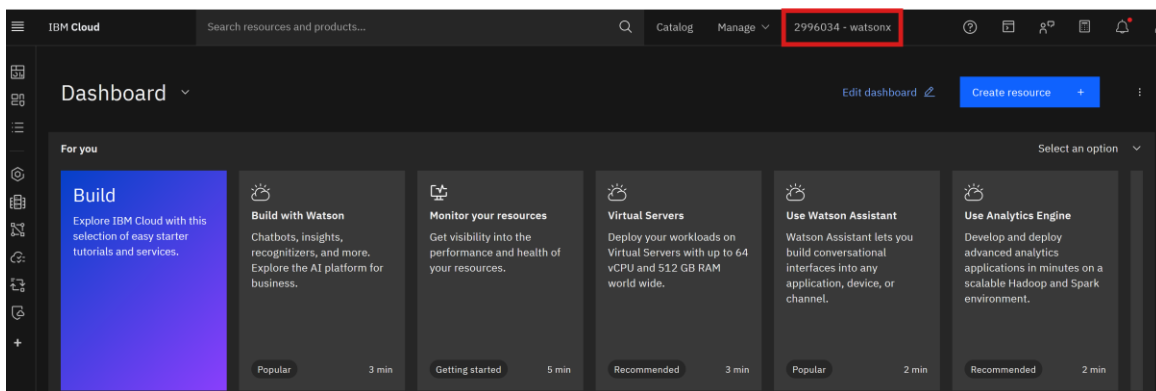 IBM Cloud
Search resources and products...
Catalog
Manage
2996034 - watsonx
Dashboard
Edit dashboard
Create resource +
For you
Select an option
Build
Explore IBM Cloud with this
selection of easy starter
tutorials and services.
Build with Watson
Chatbots, insights,
recognizers, and more.
Explore the AI platform for
business.
Popular
3 min
Monitor your resources
Get visibility into the
performance and health of
your resources.
Getting started
5 min
Virtual Servers
Deploy your workloads on
Virtual Servers with up to 64
vCPU and 512 GB RAM
world wide.
Recommended
3 min
Use Watson Assistant
Watson Assistant lets you
build conversational
interfaces into any
application, device, or
channel.
Popular
2 min
Use Analytics Engine
Develop and deploy
advanced analytics
applications in minutes on a
scalable Hadoop and Spark
environment.
Recommended
2 min